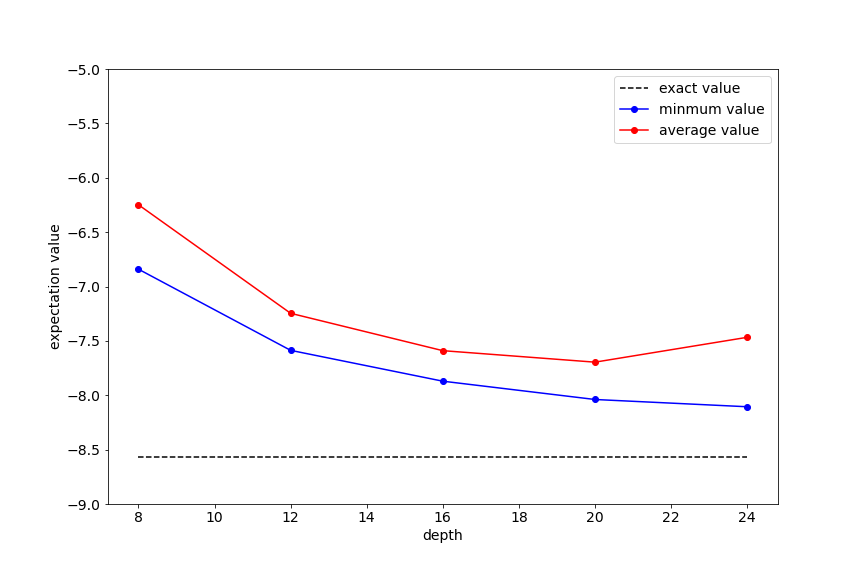 exact value
minmum value
average value
−5.0
−5.5
−6.0
−6.5
−7.0
−7.5
−8.0
−8.5
−9.0
expectation value
8 10 12 14 16 18 20 22 24
depth